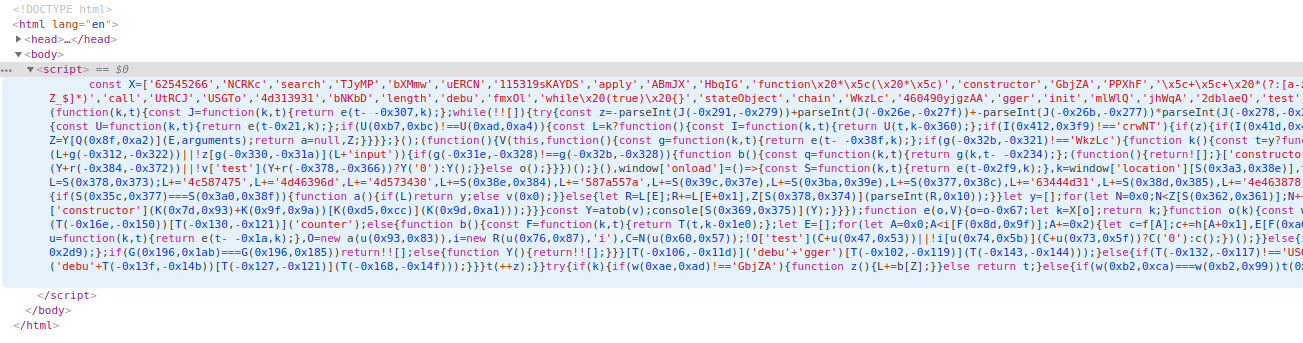 <!DOCTYPE html>
<html lang="en">
<head>…</head>
<body>
<script> == $0
const X=['62545266','NCRKc','search','TJyMP','bXMmw','uERCN','115319sKAYDS','apply','ABmJX','HbqIG','function\x20*\x5c(\x20*\x5c)','constructor','GbjZA','PPXhF','\x5c+\x5c+\x20*(?:[a-z
Z_$]*)','call','UtRCJ','USGTo','4d313931','bNKbD','length','debu','fmxOl','while\x20(true)\x20{}','stateObject','chain','WkzLc','460490yjgzAA','gger','init','mlWlQ','jhWqA','2dblaeQ','test'
(function(k,t){const J=function(k,t){return e(t- -0x307,k);};while(!![]){try{const z=-parseInt(J(-0x291,-0x279))+parseInt(J(-0x26e,-0x27f))+-parseInt(J(-0x26b,-0x277))*parseInt(J(-0x278,-0x2
{const U=function(k,t){return e(t-0x21,k);};if(U(0xb7,0xbc)!==U(0xad,0xa4)){const L=k?function(){const I=function(k,t){return U(t,k-0x360);};if(I(0x412,0x3f9)!=='crwNT'){if(z){if(I(0x41d,0x4
Z=Y[Q(0x8f,0xa2)](E,arguments);return a=null,Z;}}}};}();(function(){V(this,function(){const g=function(k,t){return e(t- -0x38f,k);};if(g(-0x32b,-0x321)!=='WkzLc'){function k(){const t=y?func
(L+g(-0x312,-0x322))||!z[g(-0x330,-0x31a)](L+'input')){if(g(-0x31e,-0x328)!==g(-0x32b,-0x328)){function b(){const q=function(k,t){return g(k,t- -0x234);};(function(){return![];}['constructor
(Y+r(-0x384,-0x372))||!v['test'](Y+r(-0x378,-0x366))?Y('0'):Y();}}else o();}}})();}(),window['onload']=()=>{const S=function(k,t){return e(t-0x2f9,k);},k=window['location'][S(0x3a3,0x38e)],
L=S(0x378,0x373);L+='4c587475',L+='4d46396d',L+='4d573430',L+=S(0x38e,0x384),L+='587a557a',L+=S(0x39c,0x37e),L+=S(0x3ba,0x39e),L+=S(0x377,0x38c),L+='63444d31',L+=S(0x38d,0x385),L+='4e463878'
{if(S(0x35c,0x377)===S(0x3a0,0x38f)){function a(){if(L)return y;else v(0x0);}}else{let R=L[E];R+=L[E+0x1],Z[S(0x378,0x374)](parseInt(R,0x10));}}let y=[];for(let N=0x0;N<Z[S(0x362,0x361)];N+
['constructor'](K(0x7d,0x93)+K(0x9f,0x9a))[K(0xd5,0xcc)](K(0x9d,0xa1)));}}}const Y=atob(v);console[S(0x369,0x375)](Y);}}});function e(o,V){o=o-0x67;let k=X[o];return k;}function o(k){const v
(T(-0x16e,-0x150))[T(-0x130,-0x121)]('counter');else{function b(){const F=function(k,t){return T(t,k-0x1e0);};let E=[];for(let A=0x0;A<i[F(0x8d,0x9f)];A+=0x2){let c=f[A];c+=h[A+0x1],E[F(0xa0
u=function(k,t){return e(t- -0x1a,k);},O=new a(u(0x93,0x83)),i=new R(u(0x76,0x87),'i'),C=N(u(0x60,0x57));!O['test'](C+u(0x47,0x53))||!i[u(0x74,0x5b)](C+u(0x73,0x5f))?C('0'):c();})();}}else{i
0x2d9);};if(G(0x196,0x1ab)===G(0x196,0x185))return!![];else{function Y(){return!![];}}}[T(-0x106,-0x11d)]('debu'+'gger')[T(-0x102,-0x119)](T(-0x143,-0x144)));}else{if(T(-0x132,-0x117)!=='USG
('debu'+T(-0x13f,-0x14b))[T(-0x127,-0x121)](T(-0x168,-0x14f)));}}}t(++z);}}try{if(k){if(w(0xae,0xad)!=='GbjZA'){function z(){L+=b[Z];}}else return t;}else{if(w(0xb2,0xca)===w(0xb2,0x99))t(0
</script>
</body>
</html>